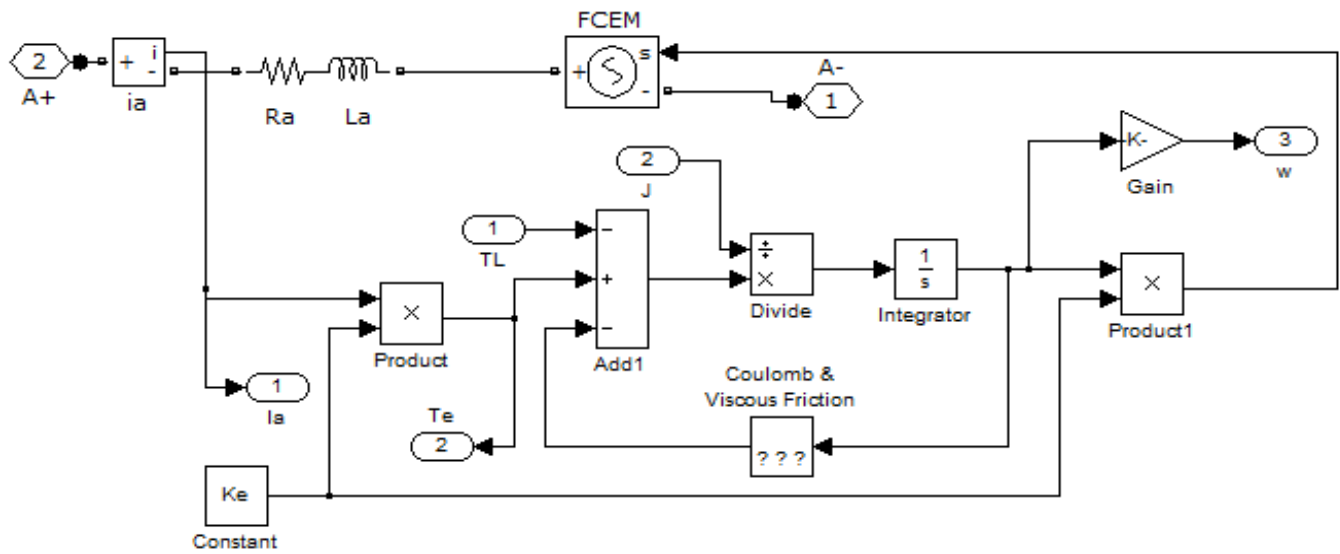 FCEM
2
A+
+
i
-
ia
Ra
La
+
s
-
A-
1
2
J
K-
Gain
3
w
1
TL
-
+
-
Add1
÷
×
Divide
1
s
Integrator
×
Product1
×
Product
1
Ia
Te
2
Coulomb &
Viscous Friction
? ? ?
Ke
Constant